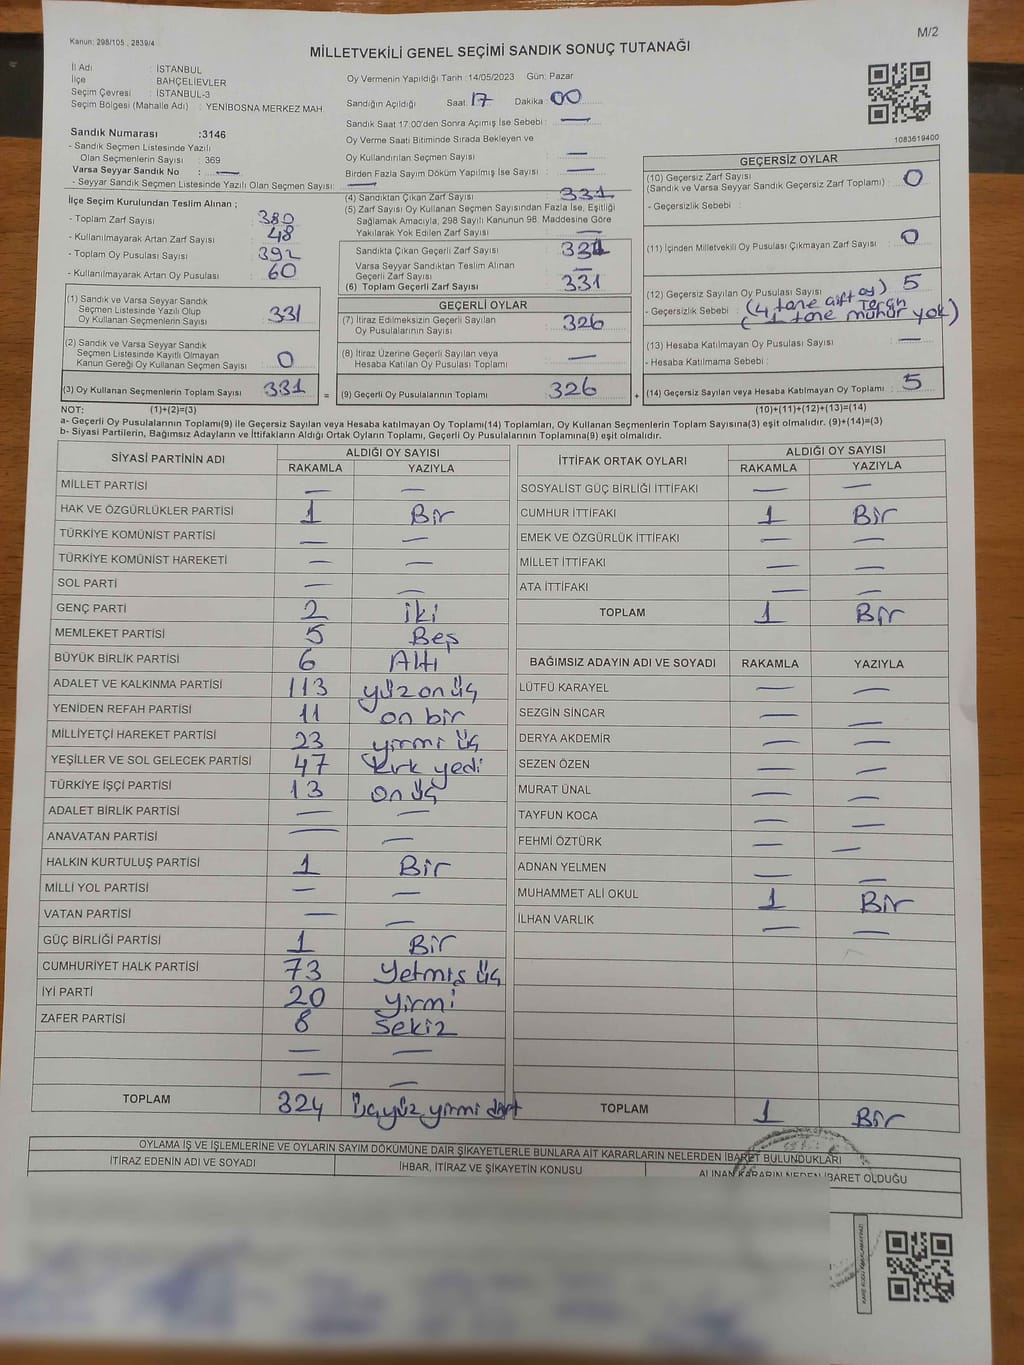 Kanun: 298/105 , 2839/4
M/2
MİLLETVEKİLİ GENEL SEÇİMİ SANDIK SONUÇ TUTANAĞI
İl Adı : İSTANBUL
İlçe : BAHÇELİEVLER
Seçim Çevresi : İSTANBUL-3
Seçim Bölgesi (Mahalle Adı) : YENİBOSNA MERKEZ MAH
Sandık Numarası :3146
- Sandık Seçmen Listesinde Yazılı
Olan Seçmenlerin Sayısı : 369
Varsa Seyyar Sandık No : —
- Seyyar Sandık Seçmen Listesinde Yazılı Olan Seçmen Sayısı: —
Oy Vermenin Yapıldığı Tarih :14/05/2023 Gün: Pazar
Sandığın Açıldığı Saat: 17 Dakika: 00
Sandık Saat 17:00'den Sonra Açımış İse Sebebi : —
Oy Verme Saati Bitiminde Sırada Bekleyen ve
Oy Kullandırılan Seçmen Sayısı : —
Birden Fazla Sayım Döküm Yapılmış İse Sayısı : —
1083619400
İlçe Seçim Kurulundan Teslim Alınan ;
- Toplam Zarf Sayısı : 380
- Kullanılmayarak Artan Zarf Sayısı : 48
- Toplam Oy Pusulası Sayısı : 392
- Kullanılmayarak Artan Oy Pusulası : 60
(1) Sandık ve Varsa Seyyar Sandık
Seçmen Listesinde Yazılı Olup
Oy Kullanan Seçmenlerin Sayısı : 331
(2) Sandık ve Varsa Seyyar Sandık
Seçmen Listesinde Kayıtlı Olmayan
Kanun Gereği Oy Kullanan Seçmen Sayısı : 0
(3) Oy Kullanan Seçmenlerin Toplam Sayısı : 331
(4) Sandıktan Çıkan Zarf Sayısı : 331
(5) Zarf Sayısı Oy Kullanan Seçmen Sayısından Fazla İse, Eşitliği
Sağlamak Amacıyla, 298 Sayılı Kanunun 98. Maddesine Göre
Yakılarak Yok Edilen Zarf Sayısı : —
Sandıkta Çıkan Geçerli Zarf Sayısı : 331
Varsa Seyyar Sandıktan Teslim Alınan
Geçerli Zarf Sayısı : —
(6) Toplam Geçerli Zarf Sayısı : 331
GEÇERLİ OYLAR
(7) İtiraz Edilmeksizin Geçerli Sayılan
Oy Pusulalarının Sayısı : 326
(8) İtiraz Üzerine Geçerli Sayılan veya
Hesaba Katılan Oy Pusulası Toplamı : —
= (9) Geçerli Oy Pusulalarının Toplamı : 326
GEÇERSİZ OYLAR
(10) Geçersiz Zarf Sayısı
(Sandık ve Varsa Seyyar Sandık Geçersiz Zarf Toplamı) : 0
- Geçersizlik Sebebi :
(11) İçinden Milletvekili Oy Pusulası Çıkmayan Zarf Sayısı : 0
(12) Geçersiz Sayılan Oy Pusulası Sayısı : 5
- Geçersizlik Sebebi : (4 tane çift oy)
(1 tane mühür yok)
(13) Hesaba Katılmayan Oy Pusulası Sayısı : —
- Hesaba Katılmama Sebebi :
+ (14) Geçersiz Sayılan veya Hesaba Katılmayan Oy Toplamı : 5
NOT: (1)+(2)=(3) (10)+(11)+(12)+(13)=(14)
a- Geçerli Oy Pusulalarının Toplamı(9) ile Geçersiz Sayılan veya Hesaba Katılmayan Oy Toplamı(14) Toplamları, Oy Kullanan Seçmenlerin Toplam Sayısına(3) eşit olmalıdır. (9)+(14)=(3)
b- Siyasi Partilerin, Bağımsız Adayların ve İttifakların Aldığı Ortak Oyların Toplamı, Geçerli Oy Pusulalarının Toplamına(9) eşit olmalıdır.
SİYASİ PARTİNİN ADI ALDIĞI OY SAYISI
RAKAMLA YAZIYLA
MİLLET PARTİSİ — —
HAK VE ÖZGÜRLÜKLER PARTİSİ 1 Bir
TÜRKİYE KOMÜNİST PARTİSİ — —
TÜRKİYE KOMÜNİST HAREKETİ — —
SOL PARTİ — —
GENÇ PARTİ 2 iki
MEMLEKET PARTİSİ 5 Beş
BÜYÜK BİRLİK PARTİSİ 6 Altı
ADALET VE KALKINMA PARTİSİ 113 yüz on üç
YENİDEN REFAH PARTİSİ 11 on bir
MİLLİYETÇİ HAREKET PARTİSİ 23 yirmi üç
YEŞİLLER VE SOL GELECEK PARTİSİ 47 kırk yedi
TÜRKİYE İŞÇİ PARTİSİ 13 on üç
ADALET BİRLİK PARTİSİ — —
ANAVATAN PARTİSİ — —
HALKIN KURTULUŞ PARTİSİ 1 Bir
MİLLİ YOL PARTİSİ — —
VATAN PARTİSİ — —
GÜÇ BİRLİĞİ PARTİSİ 1 Bir
CUMHURİYET HALK PARTİSİ 73 Yetmiş üç
İYİ PARTİ 20 Yirmi
ZAFER PARTİSİ 8 Sekiz
— —
— —
TOPLAM 324 üçyüz yirmi dört
İTTİFAK ORTAK OYLARI ALDIĞI OY SAYISI
RAKAMLA YAZIYLA
SOSYALİST GÜÇ BİRLİĞİ İTTİFAKI — —
CUMHUR İTTİFAKI 1 Bir
EMEK VE ÖZGÜRLÜK İTTİFAKI — —
MİLLET İTTİFAKI — —
ATA İTTİFAKI — —
TOPLAM 1 Bir
BAĞIMSIZ ADAYIN ADI VE SOYADI RAKAMLA YAZIYLA
LÜTFÜ KARAYEL — —
SEZGİN SİNCAR — —
DERYA AKDEMİR — —
SEZEN ÖZEN — —
MURAT ÜNAL — —
TAYFUN KOCA — —
FEHMİ ÖZTÜRK — —
ADNAN YELMEN — —
MUHAMMET ALİ OKUL 1 Bir
İLHAN VARLIK — —
TOPLAM 1 Bir
OYLAMA İŞ VE İŞLEMLERİNE VE OYLARIN SAYIM DÖKÜMÜNE DAİR ŞİKAYETLERLE BUNLARA AİT KARARLARIN NELERDEN İBARET BULUNDUKLARI
İTİRAZ EDENİN ADI VE SOYADI İHBAR, İTİRAZ VE ŞİKAYETİN KONUSU ALINAN KARARIN NEDEN İBARET OLDUĞU